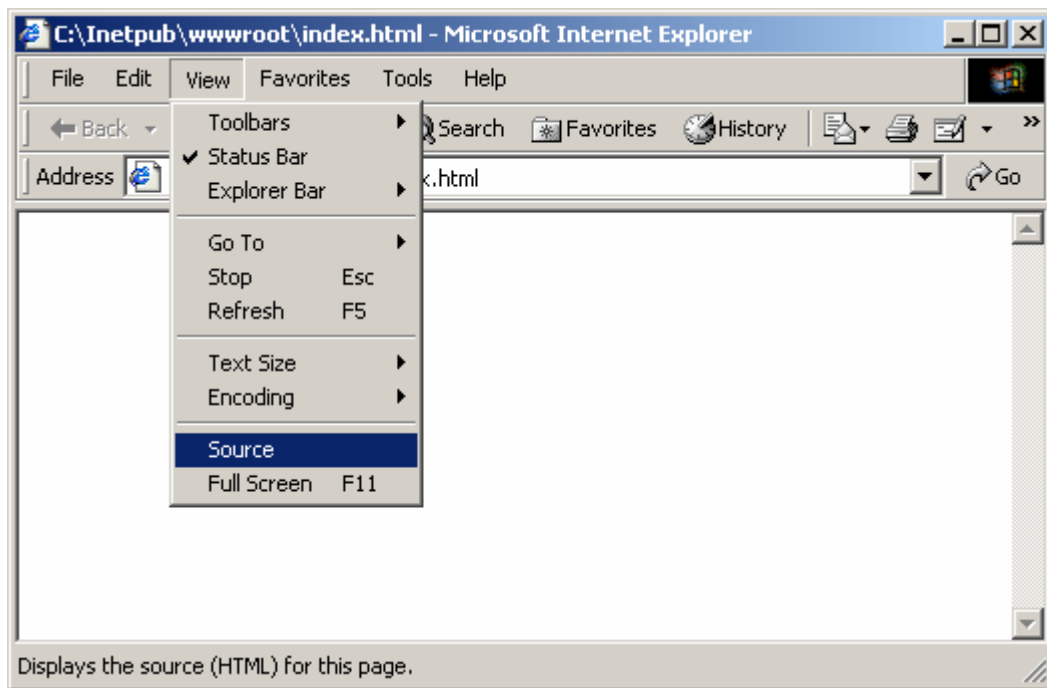 C:\Inetpub\wwwroot\index.html - Microsoft Internet Explorer
File Edit View Favorites Tools Help
Back Search Favorites History »
Address x.html Go
Toolbars
Status Bar
Explorer Bar
Go To
Stop Esc
Refresh F5
Text Size
Encoding
Source
Full Screen F11
Displays the source (HTML) for this page.